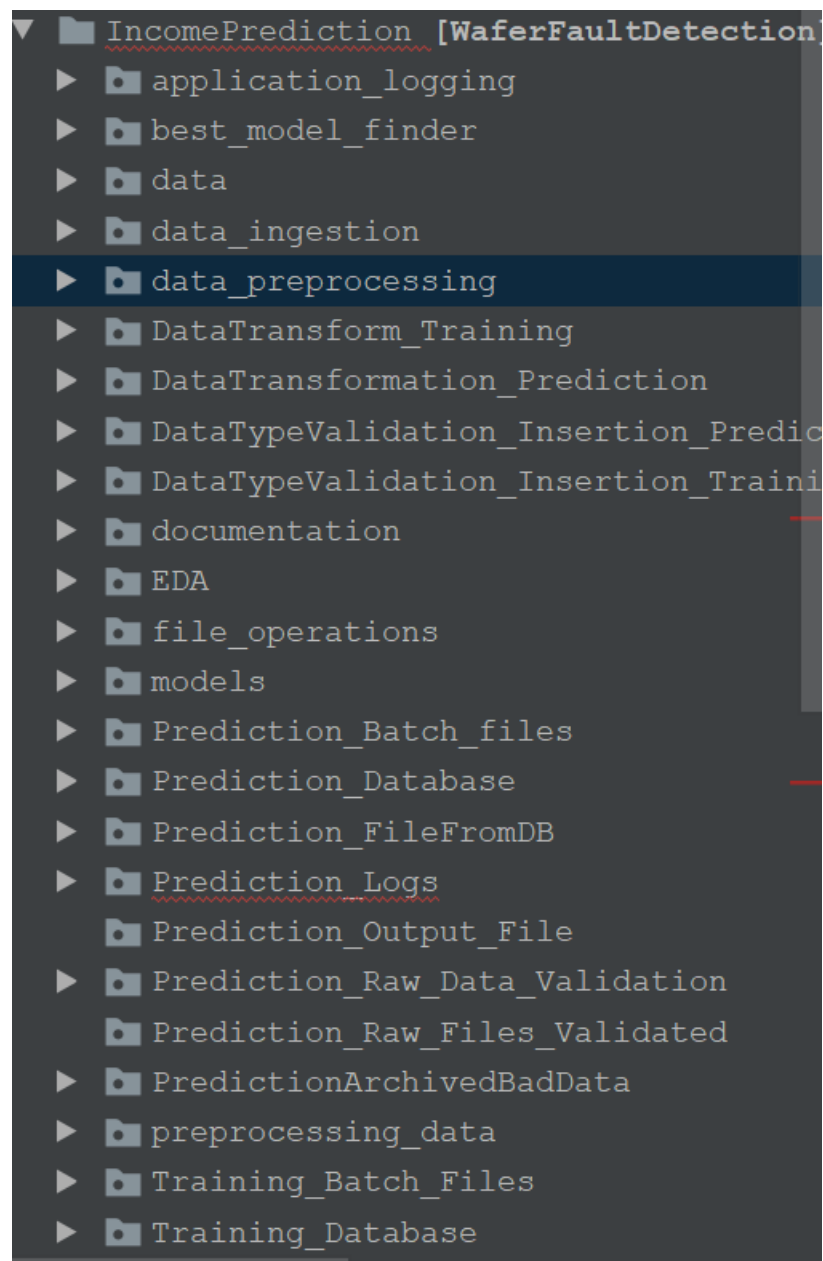 IncomePrediction [WaferFaultDetection]
application_logging
best_model_finder
data
data_ingestion
data_preprocessing
DataTransform_Training
DataTransformation_Prediction
DataTypeValidation_Insertion_Predic
DataTypeValidation_Insertion_Traini
documentation
EDA
file_operations
models
Prediction_Batch_files
Prediction_Database
Prediction_FileFromDB
Prediction_Logs
Prediction_Output_File
Prediction_Raw_Data_Validation
Prediction_Raw_Files_Validated
PredictionArchivedBadData
preprocessing_data
Training_Batch_Files
Training_Database